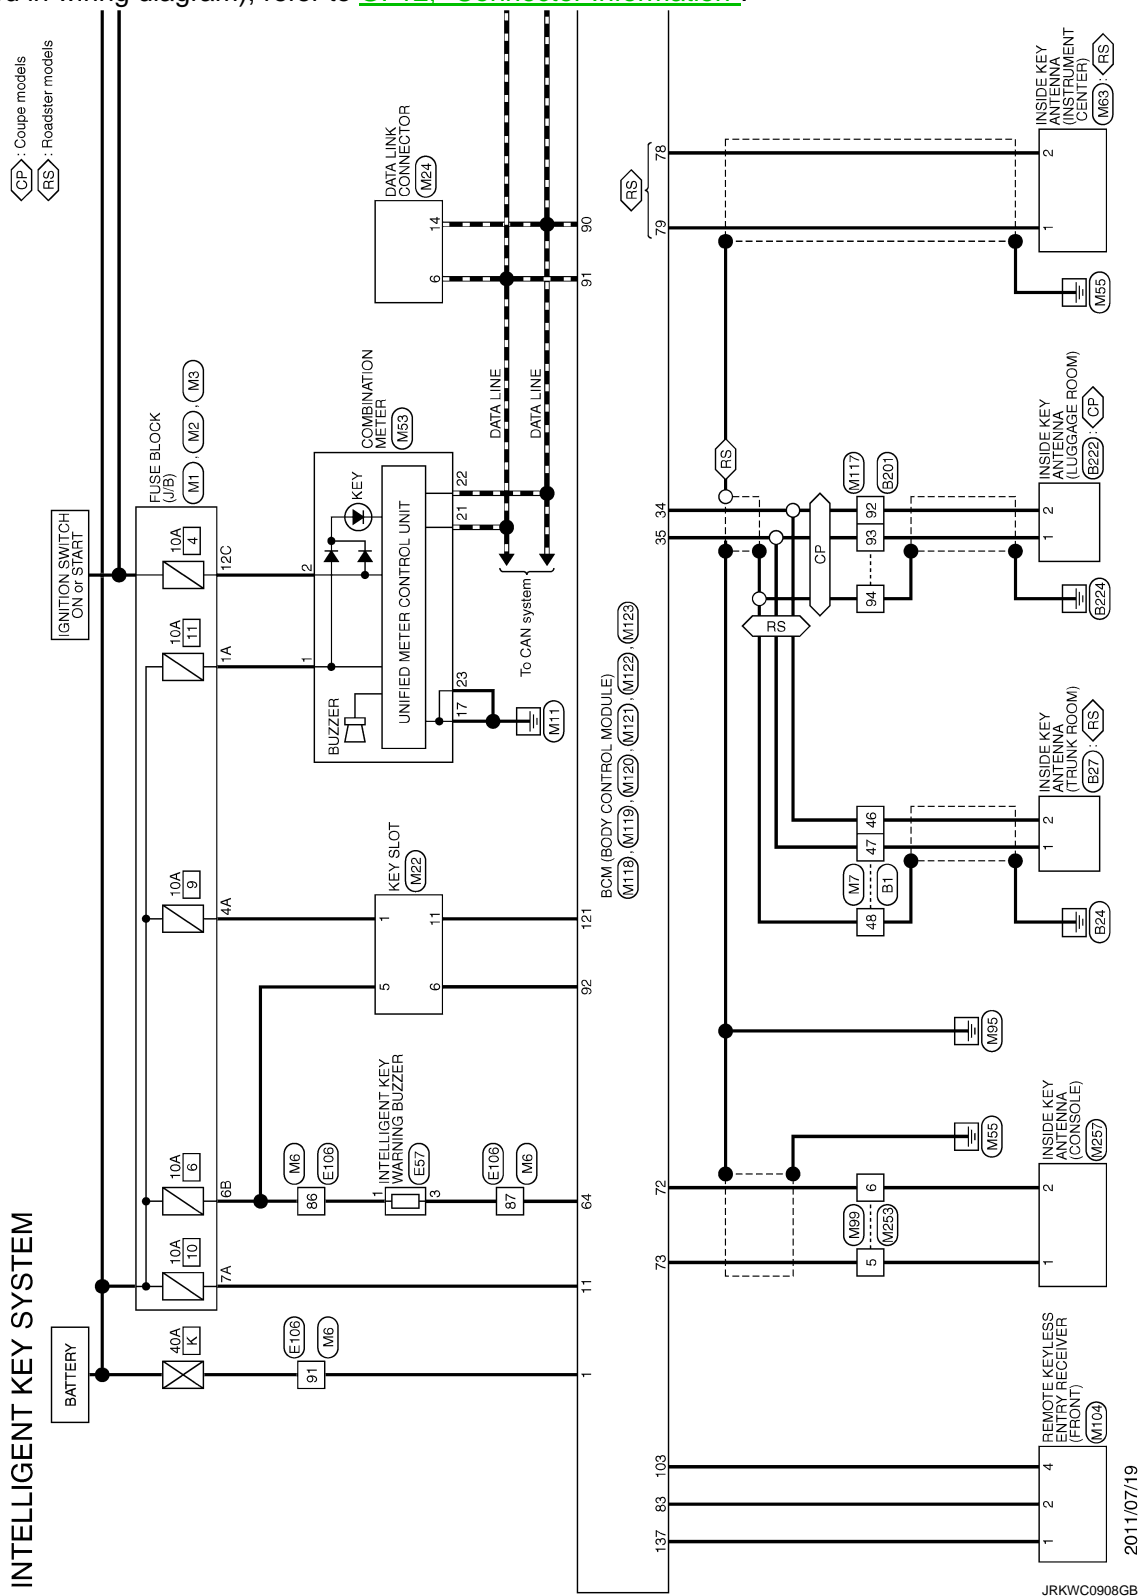 d in wiring diagram), refer to GI-12, "Connector Information".
INTELLIGENT KEY SYSTEM
CP : Coupe models
RS : Roadster models
BATTERY
IGNITION SWITCH
ON or START
40A
K
10A
10
10A
6
10A
9
10A
11
10A
4
FUSE BLOCK
(J/B)
M1 , M2 , M3
7A
6B
4A
1A
12C
E106
91
M6
M6
86
E106
1
INTELLIGENT KEY
WARNING BUZZER
E57
3
E106
87
M6
KEY SLOT
M22
1
5
11
6
1
2
COMBINATION
METER
M53
BUZZER
KEY
UNIFIED METER CONTROL UNIT
17
23
21
22
M11
To CAN system
DATA LINE
DATA LINE
DATA LINK
CONNECTOR
M24
6
14
1
11
64
92
121
91
90
BCM (BODY CONTROL MODULE)
M118 , M119 , M120 , M121 , M122 , M123
137
83
103
73
72
35
34
79
78
RS
1
2
4
REMOTE KEYLESS
ENTRY RECEIVER
(FRONT)
M104
M99
5
6
M253
1
2
INSIDE KEY
ANTENNA
(CONSOLE)
M257
M55
M95
RS
CP
RS
M7
48
47
46
B1
1
2
INSIDE KEY
ANTENNA
(TRUNK ROOM)
B27 : RS
B24
M117
94
93
92
B201
1
2
INSIDE KEY
ANTENNA
(LUGGAGE ROOM)
B222 : CP
B224
M55
1
2
INSIDE KEY
ANTENNA
(INSTRUMENT
CENTER)
M63 : RS
2011/07/19
JRKWC0908GB